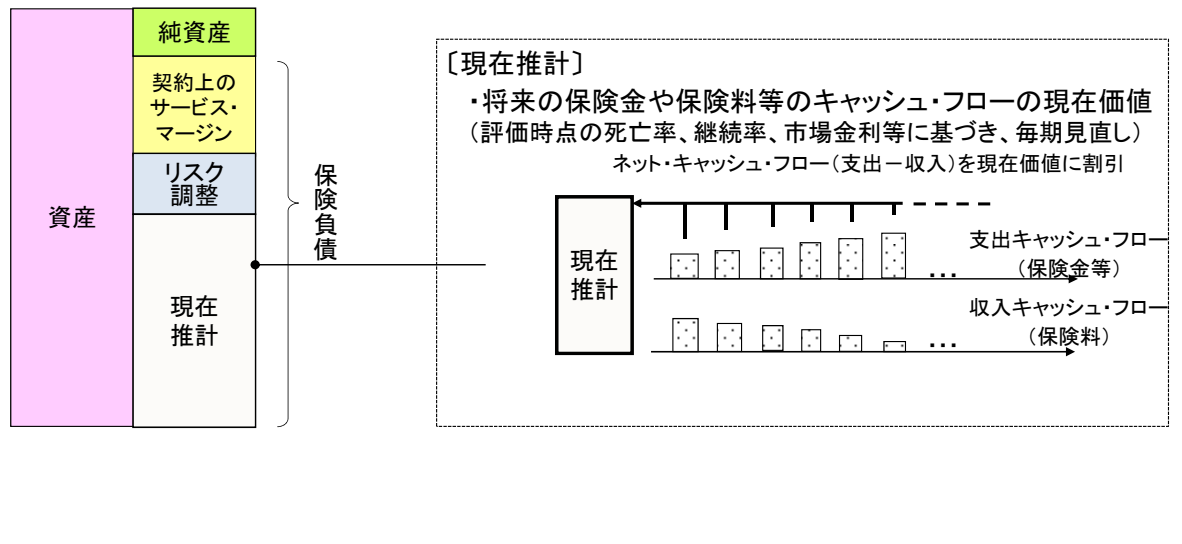 資産
純資産
契約上の
サービス・
マージン
リスク
調整
現在
推計
保険負債
〔現在推計〕
・将来の保険金や保険料等のキャッシュ・フローの現在価値
（評価時点の死亡率、継続率、市場金利等に基づき、毎期見直し）
ネット・キャッシュ・フロー（支出－収入）を現在価値に割引
現在
推計
支出キャッシュ・フロー
（保険金等）
…
収入キャッシュ・フロー
（保険料）
…